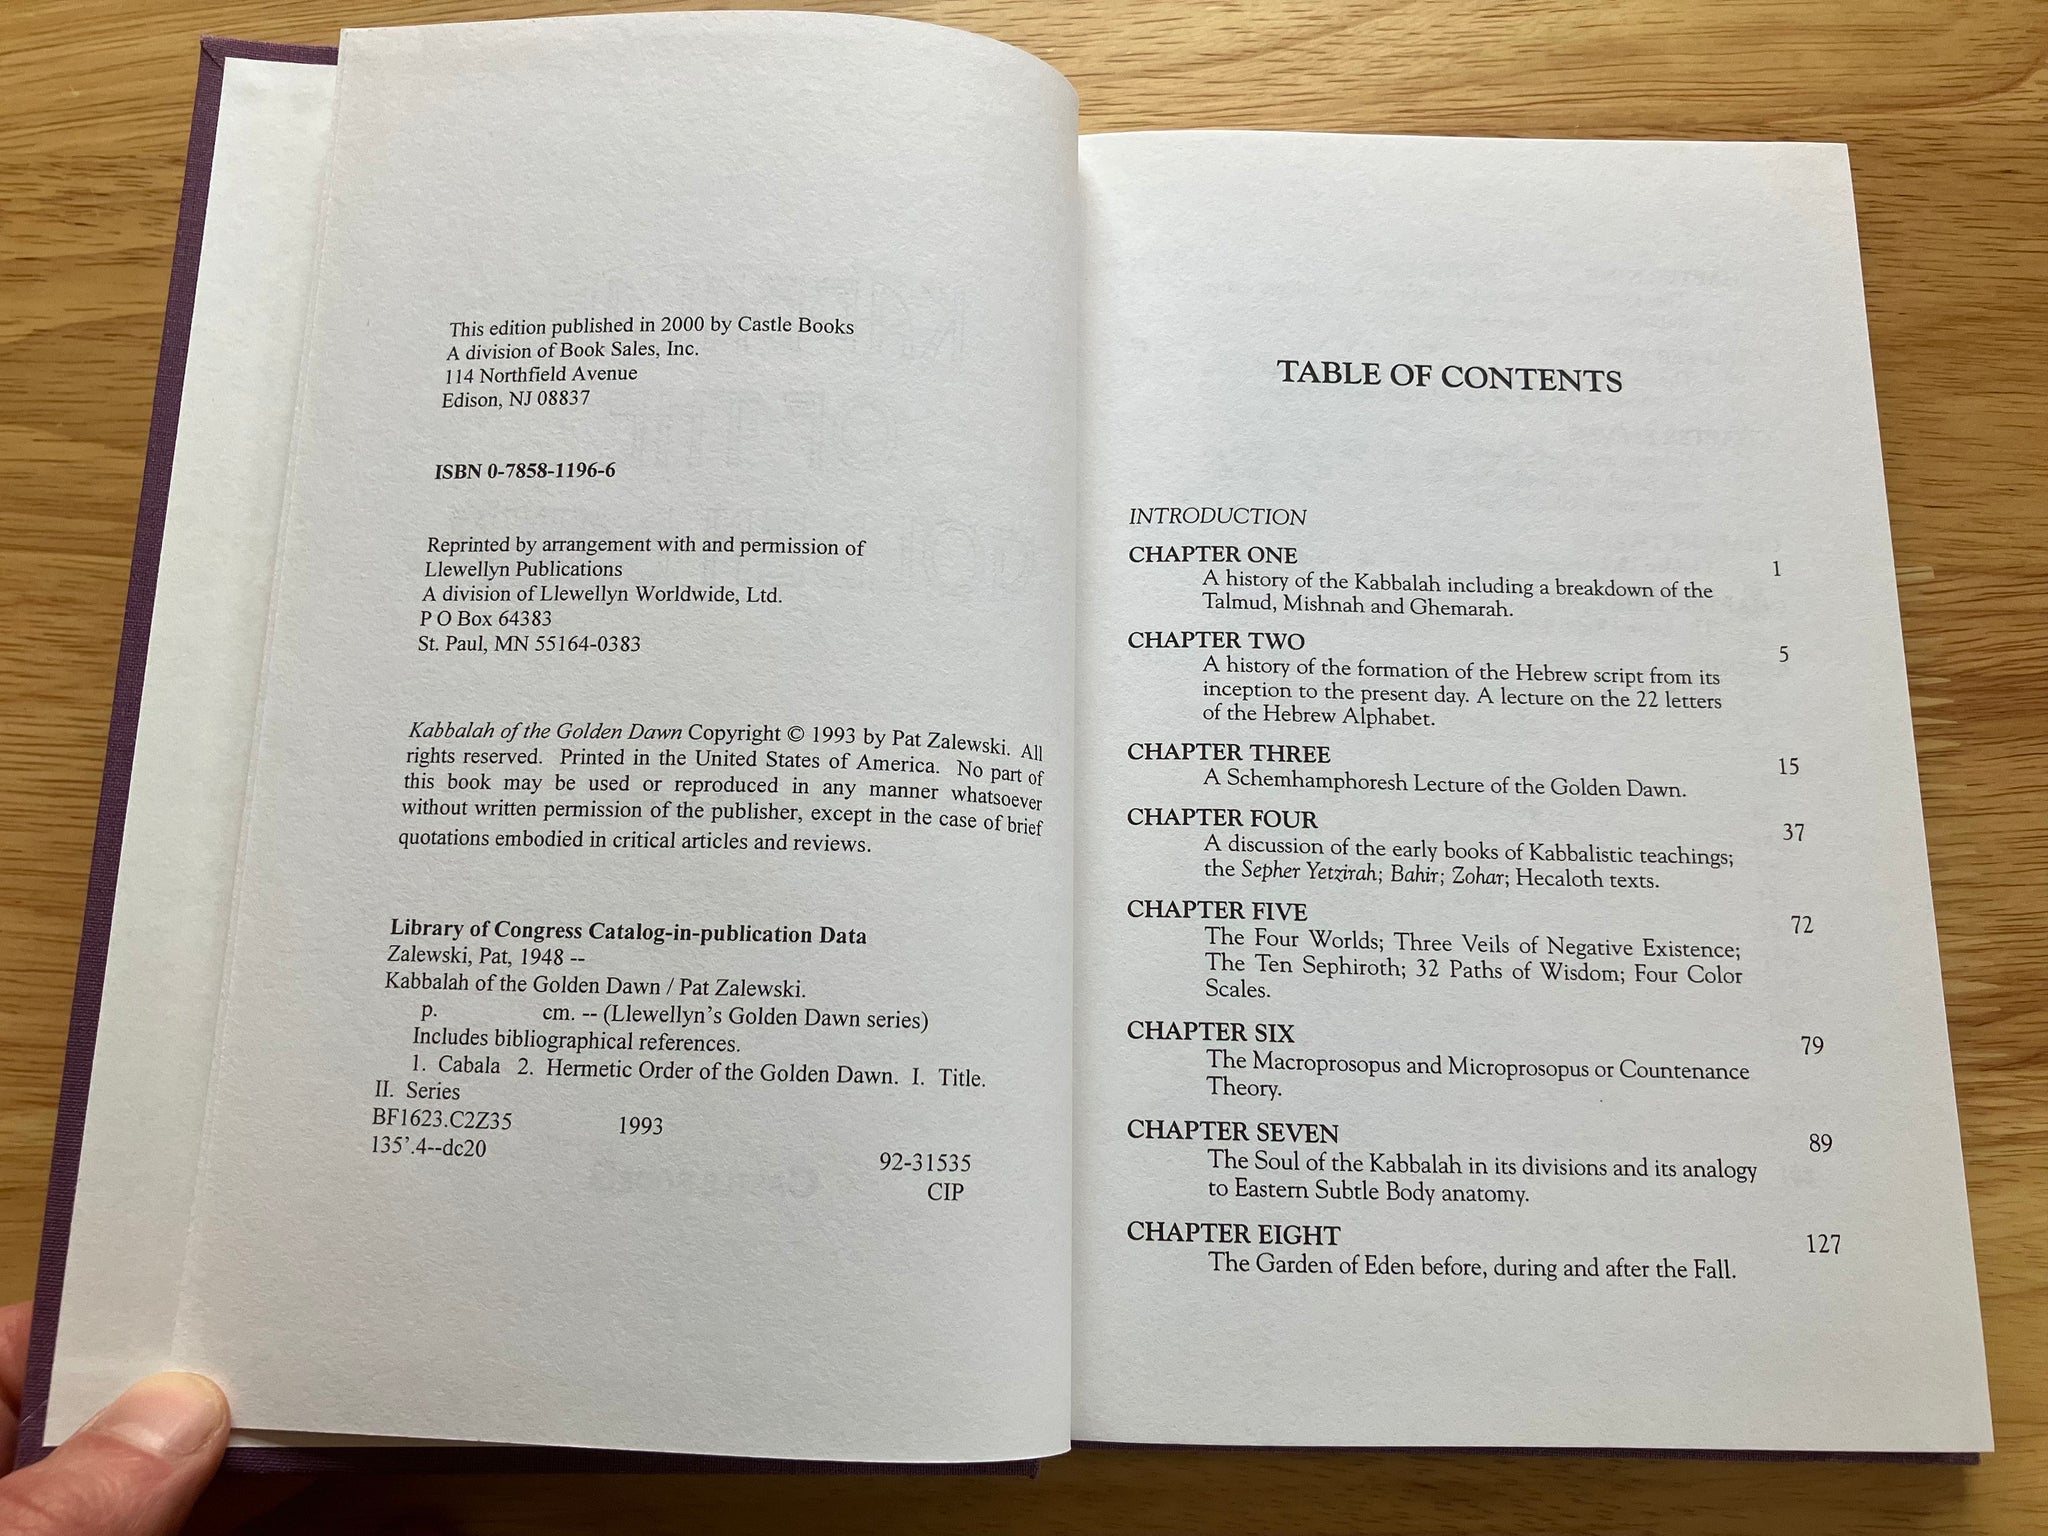 This edition published in 2000 by Castle Books
A division of Book Sales, Inc.
114 Northfield Avenue
Edison, NJ 08837
ISBN 0-7858-1196-6
Reprinted by arrangement with and permission of
Llewellyn Publications
A division of Llewellyn Worldwide, Ltd.
P O Box 64383
St. Paul, MN 55164-0383
Kabbalah of the Golden Dawn Copyright © 1993 by Pat Zalewski. All
rights reserved. Printed in the United States of America. No part of
this book may be used or reproduced in any manner whatsoever
without written permission of the publisher, except in the case of brief
quotations embodied in critical articles and reviews.
Library of Congress Catalog-in-publication Data
Zalewski, Pat, 1948 --
Kabbalah of the Golden Dawn / Pat Zalewski.
p. cm. -- (Llewellyn's Golden Dawn series)
Includes bibliographical references.
1. Cabala 2. Hermetic Order of the Golden Dawn. I. Title.
II. Series
BF1623.C2Z35 1993
135'.4--dc20
92-31535
CIP
TABLE OF CONTENTS
INTRODUCTION
CHAPTER ONE 1
A history of the Kabbalah including a breakdown of the
Talmud, Mishnah and Ghemarah.
CHAPTER TWO 5
A history of the formation of the Hebrew script from its
inception to the present day. A lecture on the 22 letters
of the Hebrew Alphabet.
CHAPTER THREE 15
A Schemhamphoresh Lecture of the Golden Dawn.
CHAPTER FOUR 37
A discussion of the early books of Kabbalistic teachings;
the Sepher Yetzirah; Bahir; Zohar; Hecaloth texts.
CHAPTER FIVE 72
The Four Worlds; Three Veils of Negative Existence;
The Ten Sephiroth; 32 Paths of Wisdom; Four Color
Scales.
CHAPTER SIX 79
The Macroprosopus and Microprosopus or Countenance
Theory.
CHAPTER SEVEN 89
The Soul of the Kabbalah in its divisions and its analogy
to Eastern Subtle Body anatomy.
CHAPTER EIGHT 127
The Garden of Eden before, during and after the Fall.